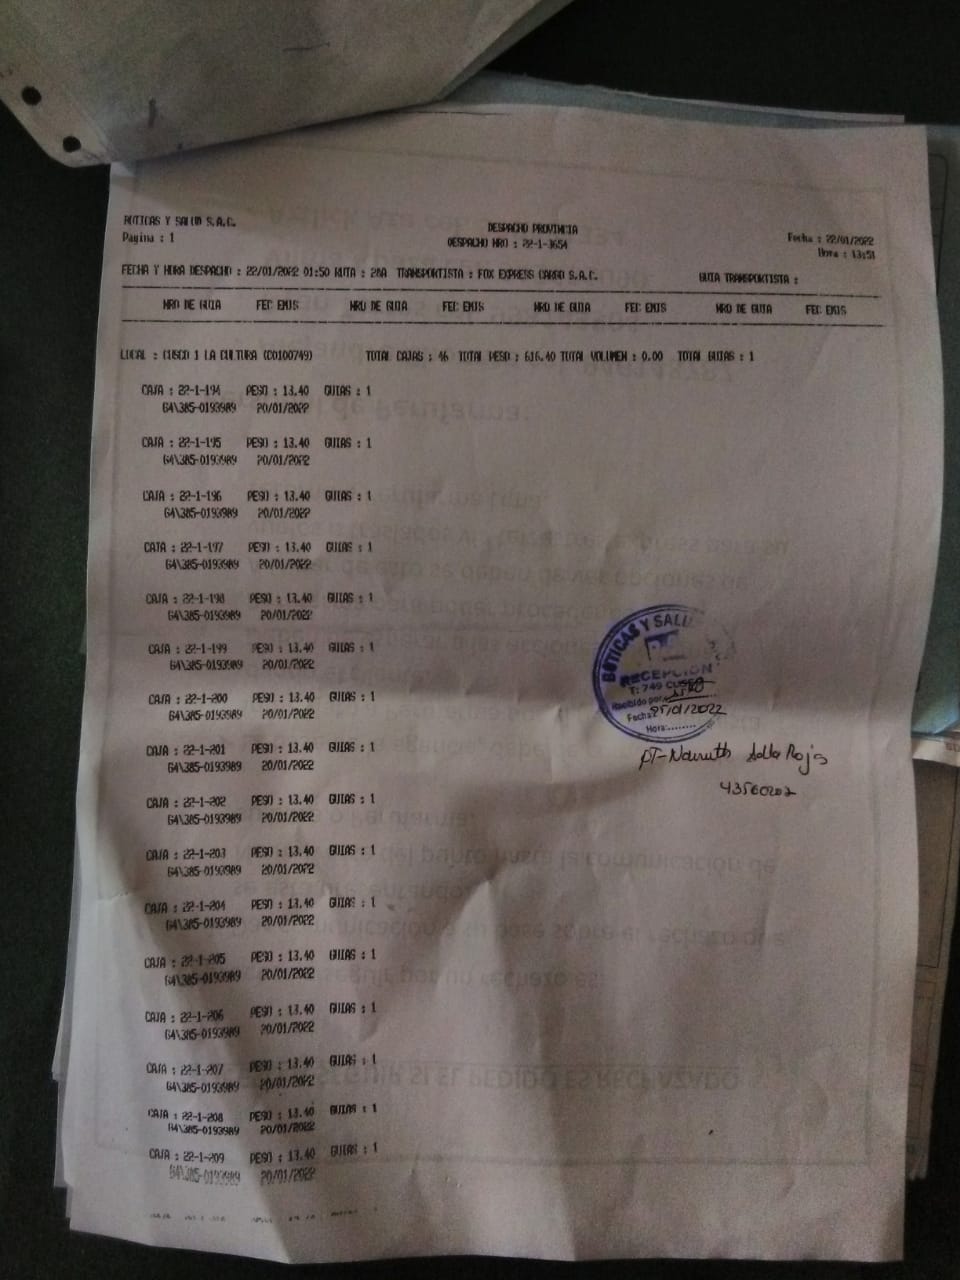 BOTICAS Y SALUD S.A.C.
Pagina : 1
DESPACHO PROVINCIA
DESPACHO NRO : 22-1-3654
Fecha : 22/01/2022
Hora : 13:51
FECHA Y HORA DESPACHO : 22/01/2022 01:50 RUTA : 2NA TRANSPORTISTA : FOX EXPRESS CARGO S.A.C. GUIA TRANSPORTISTA :
NRO DE GUIA FEC EMIS NRO DE GUIA FEC EMIS NRO DE GUIA FEC EMIS NRO DE GUIA FEC EMIS
LOCAL : CUSCO 1 LA CULTURA (C0100749) TOTAL CAJAS : 46 TOTAL PESO : 616.40 TOTAL VOLUMEN : 0.00 TOTAL GUIAS : 1
CAJA : 22-1-194 PESO : 13.40 GUIAS : 1
G4\385-0193989 20/01/2022
CAJA : 22-1-195 PESO : 13.40 GUIAS : 1
G4\385-0193989 20/01/2022
CAJA : 22-1-196 PESO : 13.40 GUIAS : 1
G4\385-0193989 20/01/2022
CAJA : 22-1-197 PESO : 13.40 GUIAS : 1
G4\385-0193989 20/01/2022
CAJA : 22-1-198 PESO : 13.40 GUIAS : 1
G4\385-0193989 20/01/2022
CAJA : 22-1-199 PESO : 13.40 GUIAS : 1
G4\385-0193989 20/01/2022
CAJA : 22-1-200 PESO : 13.40 GUIAS : 1
G4\385-0193989 20/01/2022
CAJA : 22-1-201 PESO : 13.40 GUIAS : 1
G4\385-0193989 20/01/2022
CAJA : 22-1-202 PESO : 13.40 GUIAS : 1
G4\385-0193989 20/01/2022
CAJA : 22-1-203 PESO : 13.40 GUIAS : 1
G4\385-0193989 20/01/2022
CAJA : 22-1-204 PESO : 13.40 GUIAS : 1
G4\385-0193989 20/01/2022
CAJA : 22-1-205 PESO : 13.40 GUIAS : 1
G4\385-0193989 20/01/2022
CAJA : 22-1-206 PESO : 13.40 GUIAS : 1
G4\385-0193989 20/01/2022
CAJA : 22-1-207 PESO : 13.40 GUIAS : 1
G4\385-0193989 20/01/2022
CAJA : 22-1-208 PESO : 13.40 GUIAS : 1
G4\385-0193989 20/01/2022
CAJA : 22-1-209 PESO : 13.40 GUIAS : 1
G4\385-0193989 20/01/2022
BOTICAS Y SALU
RECEPCION
T: 749 CUSCO
Recibido por:
Fecha: 25/01/2022
Hora:........